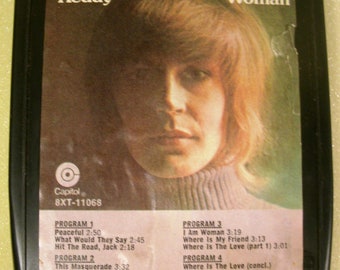 Reddy
Woman
Capitol
8XT-11068
PROGRAM 1
Peaceful 2:50
What Would They Say 2:45
Hit The Road, Jack 2:18
PROGRAM 2
This Masquerade 3:32
PROGRAM 3
I Am Woman 3:19
Where Is My Friend 3:13
Where Is The Love (part 1) 3:01
PROGRAM 4
Where Is The Love (concl.)